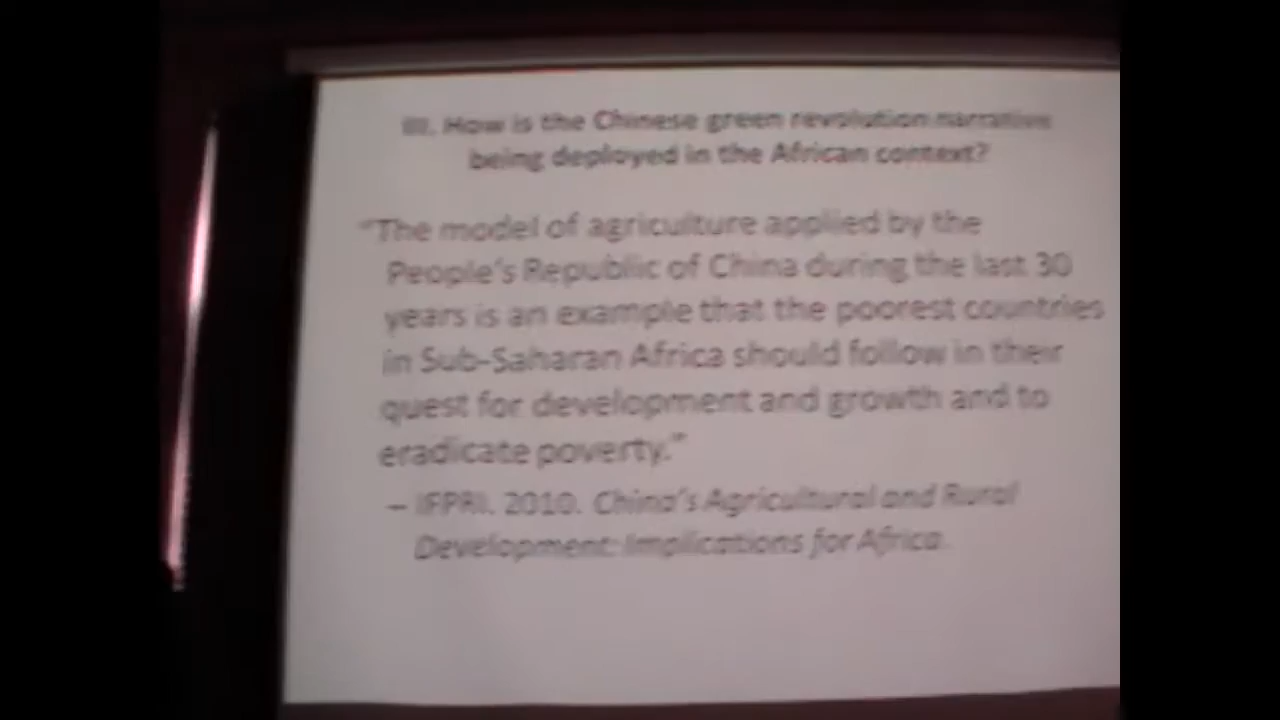 III. How is the Chinese green revolution narrative
being deployed in the African context?
“The model of agriculture applied by the
People’s Republic of China during the last 30
years is an example that the poorest countries
in Sub-Saharan Africa should follow in their
quest for development and growth and to
eradicate poverty.”
– IFPRI. 2010. China’s Agricultural and Rural
Development: Implications for Africa.